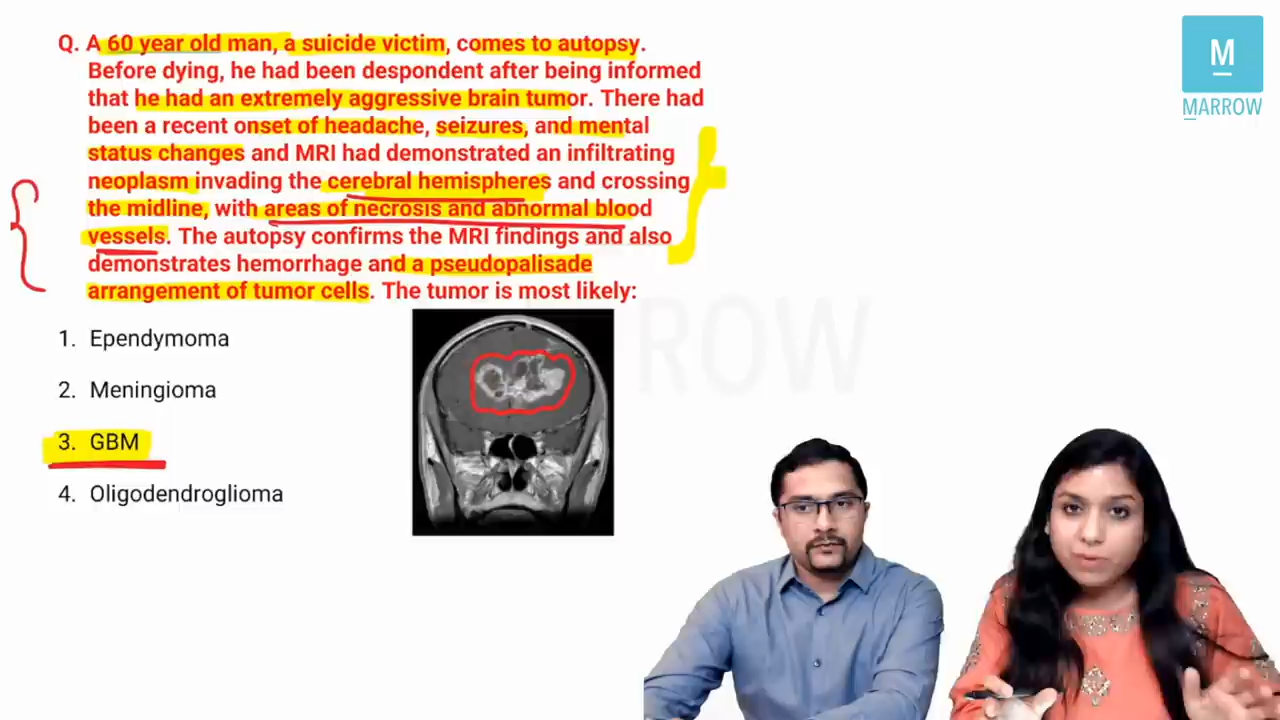 Q. A 60 year old man, a suicide victim, comes to autopsy.
Before dying, he had been despondent after being informed
that he had an extremely aggressive brain tumor. There had
been a recent onset of headache, seizures, and mental
status changes and MRI had demonstrated an infiltrating
neoplasm invading the cerebral hemispheres and crossing
the midline, with areas of necrosis and abnormal blood
vessels. The autopsy confirms the MRI findings and also
demonstrates hemorrhage and a pseudopalisade
arrangement of tumor cells. The tumor is most likely:
1. Ependymoma
2. Meningioma
3. GBM
4. Oligodendroglioma
M
MARROW
ROW